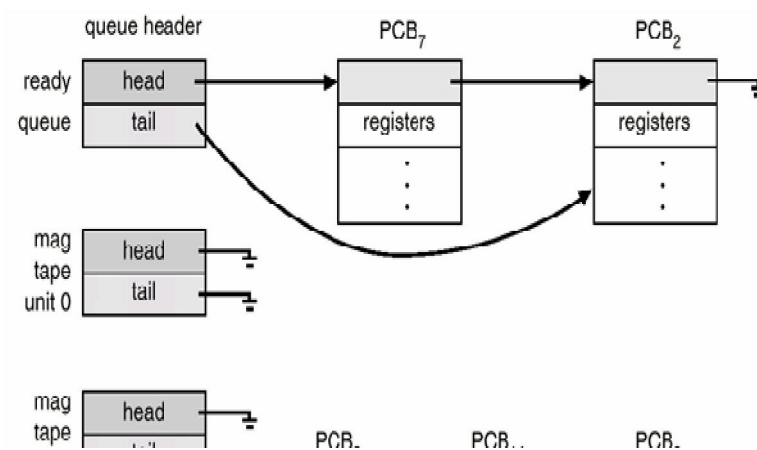 queue header
PCB7
PCB2
ready
queue
head
tail
registers
registers
mag
tape
unit 0
head
tail
mag
tape
head